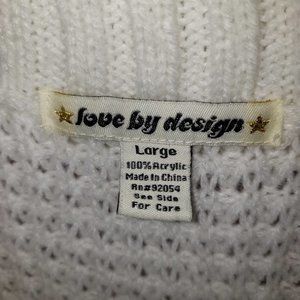 love by design
Large
100% Acrylic
Made In China
Rn#92054
See Side
For Care